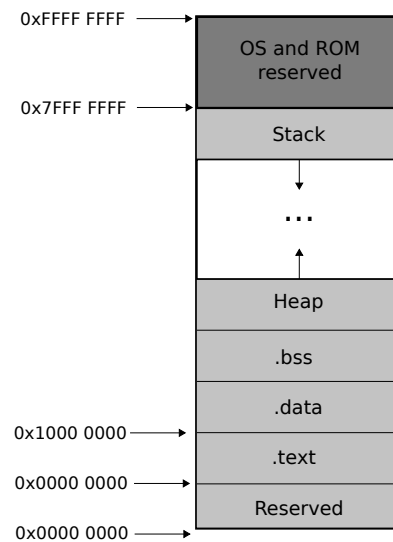 0xFFFF FFFF
OS and ROM
reserved
0x7FFF FFFF
Stack
...
Heap
.bss
.data
0x1000 0000
.text
0x0000 0000
Reserved
0x0000 0000